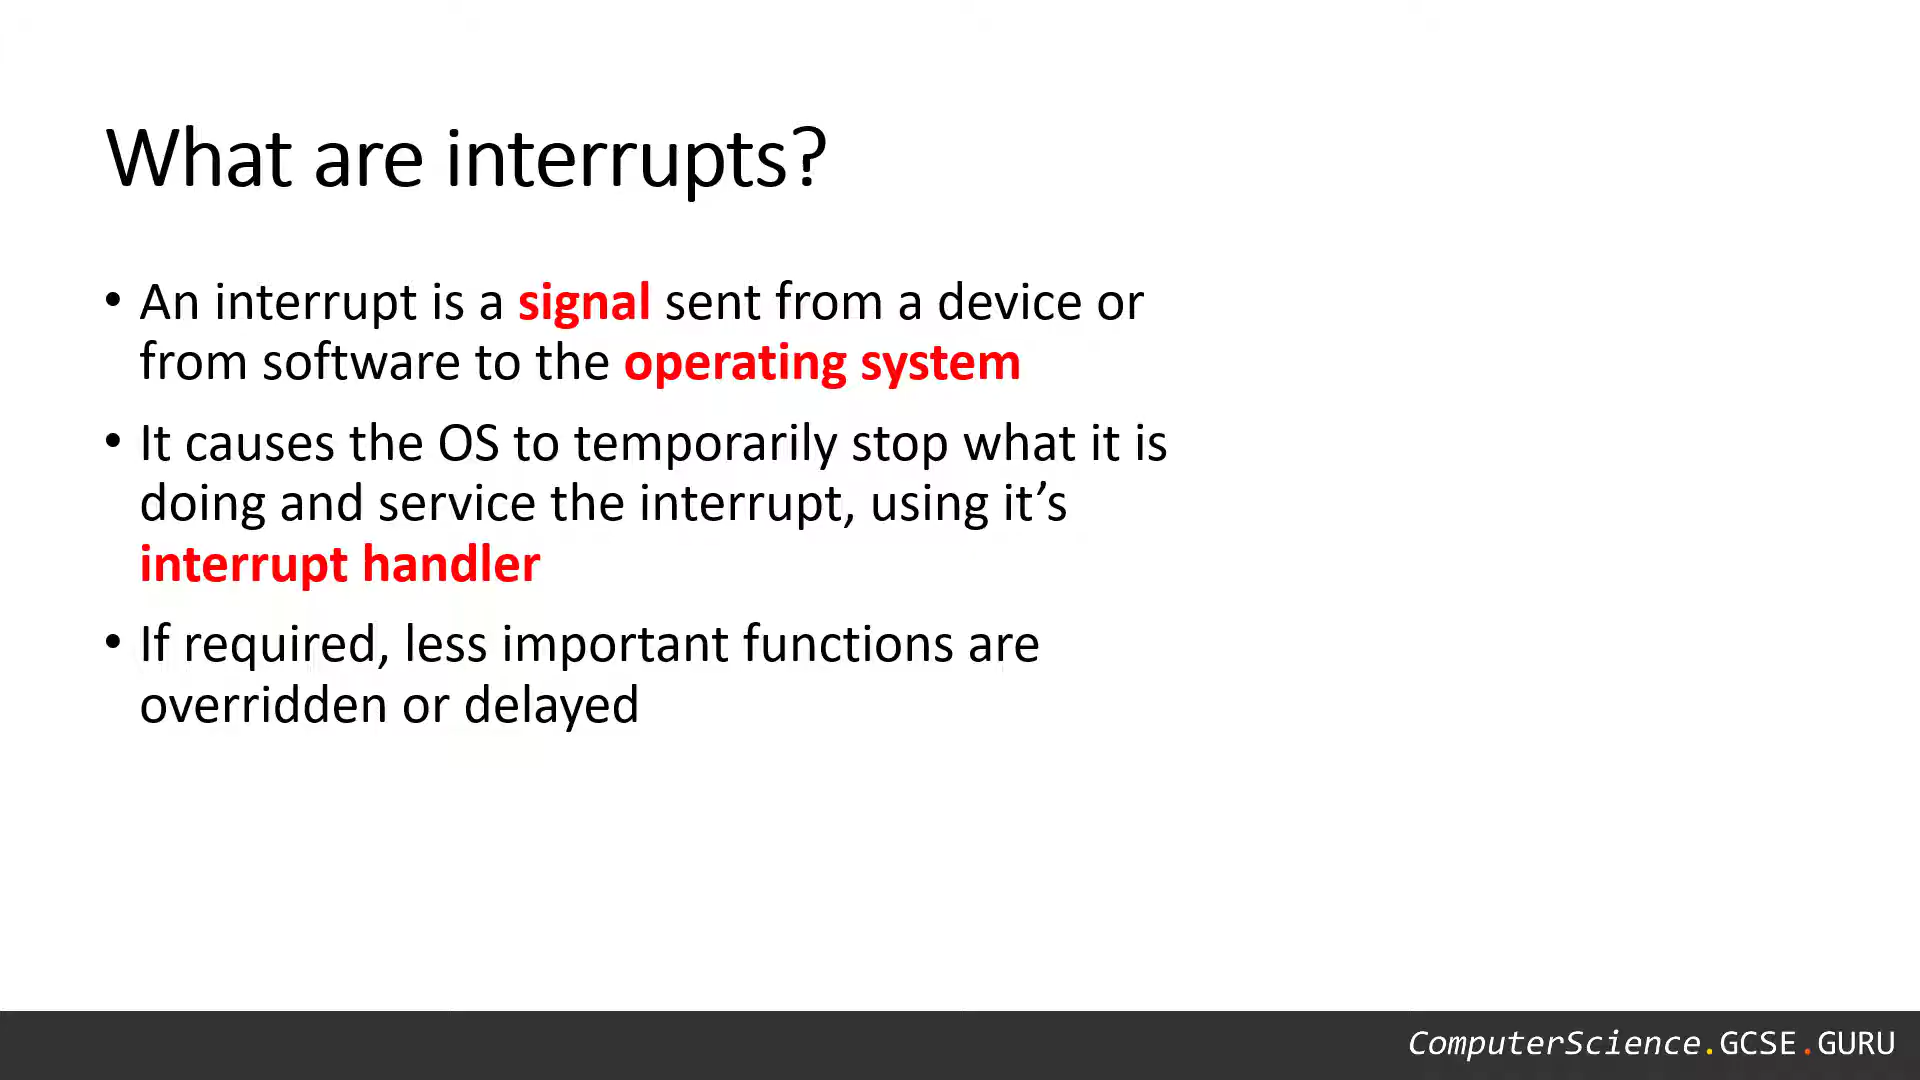 What are interrupts?
• An interrupt is a signal sent from a device or
from software to the operating system
• It causes the OS to temporarily stop what it is
doing and service the interrupt, using it’s
interrupt handler
• If required, less important functions are
overridden or delayed
ComputerScience.GCSE.GURU